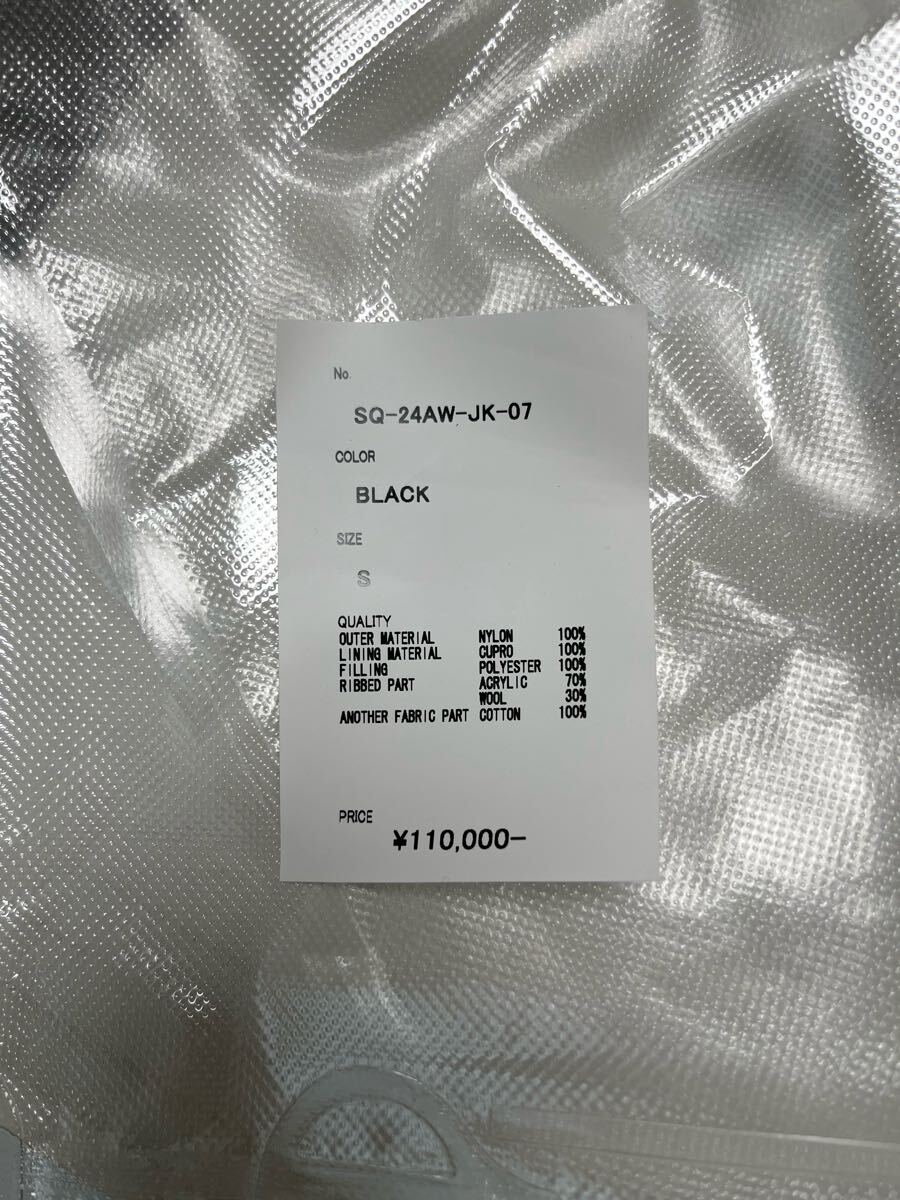 No.
SQ-24AW-JK-07
COLOR
BLACK
SIZE
S
QUALITY
OUTER MATERIAL NYLON 100%
LINING MATERIAL CUPRO 100%
FILLING POLYESTER 100%
RIBBED PART ACRYLIC 70%
WOOL 30%
ANOTHER FABRIC PART COTTON 100%
PRICE
¥110,000-